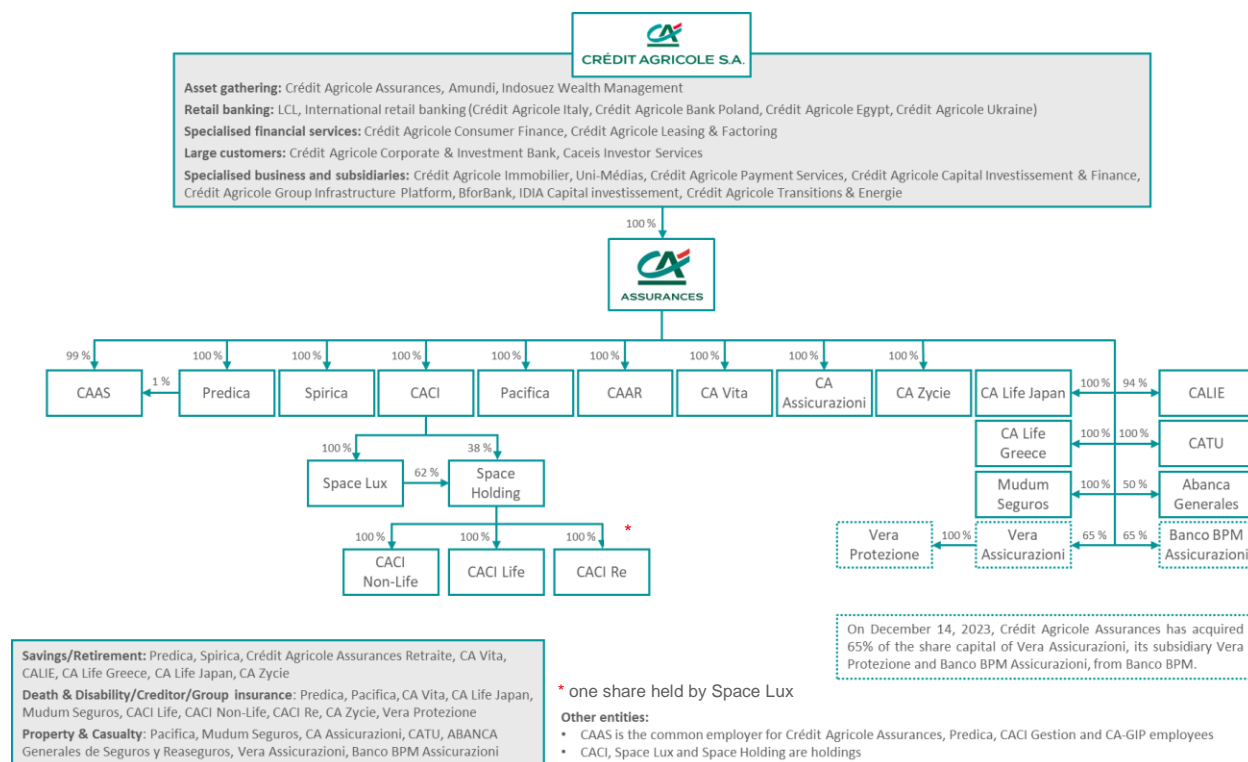 CRÉDIT AGRICOLE S.A.
Asset gathering: Crédit Agricole Assurances, Amundi, Indosuez Wealth Management
Retail banking: LCL, International retail banking (Crédit Agricole Italy, Crédit Agricole Bank Poland, Crédit Agricole Egypt, Crédit Agricole Ukraine)
Specialised financial services: Crédit Agricole Consumer Finance, Crédit Agricole Leasing & Factoring
Large customers: Crédit Agricole Corporate & Investment Bank, Caceis Investor Services
Specialised business and subsidiaries: Crédit Agricole Immobilier, Uni-Médias, Crédit Agricole Payment Services, Crédit Agricole Capital Investissement & Finance,
Crédit Agricole Group Infrastructure Platform, BforBank, IDIA Capital investissement, Crédit Agricole Transitions & Energie
100 %
ASSURANCES
99 % 100 % 100 % 100 % 100 % 100 % 100 % 100 % 100 %
CAAS
1 %
Predica
Spirica
CACI
Pacifica
CAAR
CA Vita
CA
Assicurazioni
CA Zycie
CA Life Japan
100 % 94 %
CALIE
CA Life
Greece
100 % 100 %
CATU
Mudum
Seguros
100 % 50 %
Abanca
Generales
Vera
Protezione
100 %
Vera
Assicurazioni
65 % 65 %
Banco BPM
Assicurazioni
100 % 38 %
Space Lux
62 %
Space
Holding
100 % 100 % 100 % *
CACI
Non-Life
CACI Life
CACI Re
On December 14, 2023, Crédit Agricole Assurances has acquired
65% of the share capital of Vera Assicurazioni, its subsidiary Vera
Protezione and Banco BPM Assicurazioni, from Banco BPM.
Savings/Retirement: Predica, Spirica, Crédit Agricole Assurances Retraite, CA Vita,
CALIE, CA Life Greece, CA Life Japan, CA Zycie
Death & Disability/Creditor/Group insurance: Predica, Pacifica, CA Vita, CA Life Japan,
Mudum Seguros, CACI Life, CACI Non-Life, CACI Re, CA Zycie, Vera Protezione
Property & Casualty: Pacifica, Mudum Seguros, CA Assicurazioni, CATU, ABANCA
Generales de Seguros y Reaseguros, Vera Assicurazioni, Banco BPM Assicurazioni
* one share held by Space Lux
Other entities:
• CAAS is the common employer for Crédit Agricole Assurances, Predica, CACI Gestion and CA-GIP employees
• CACI, Space Lux and Space Holding are holdings